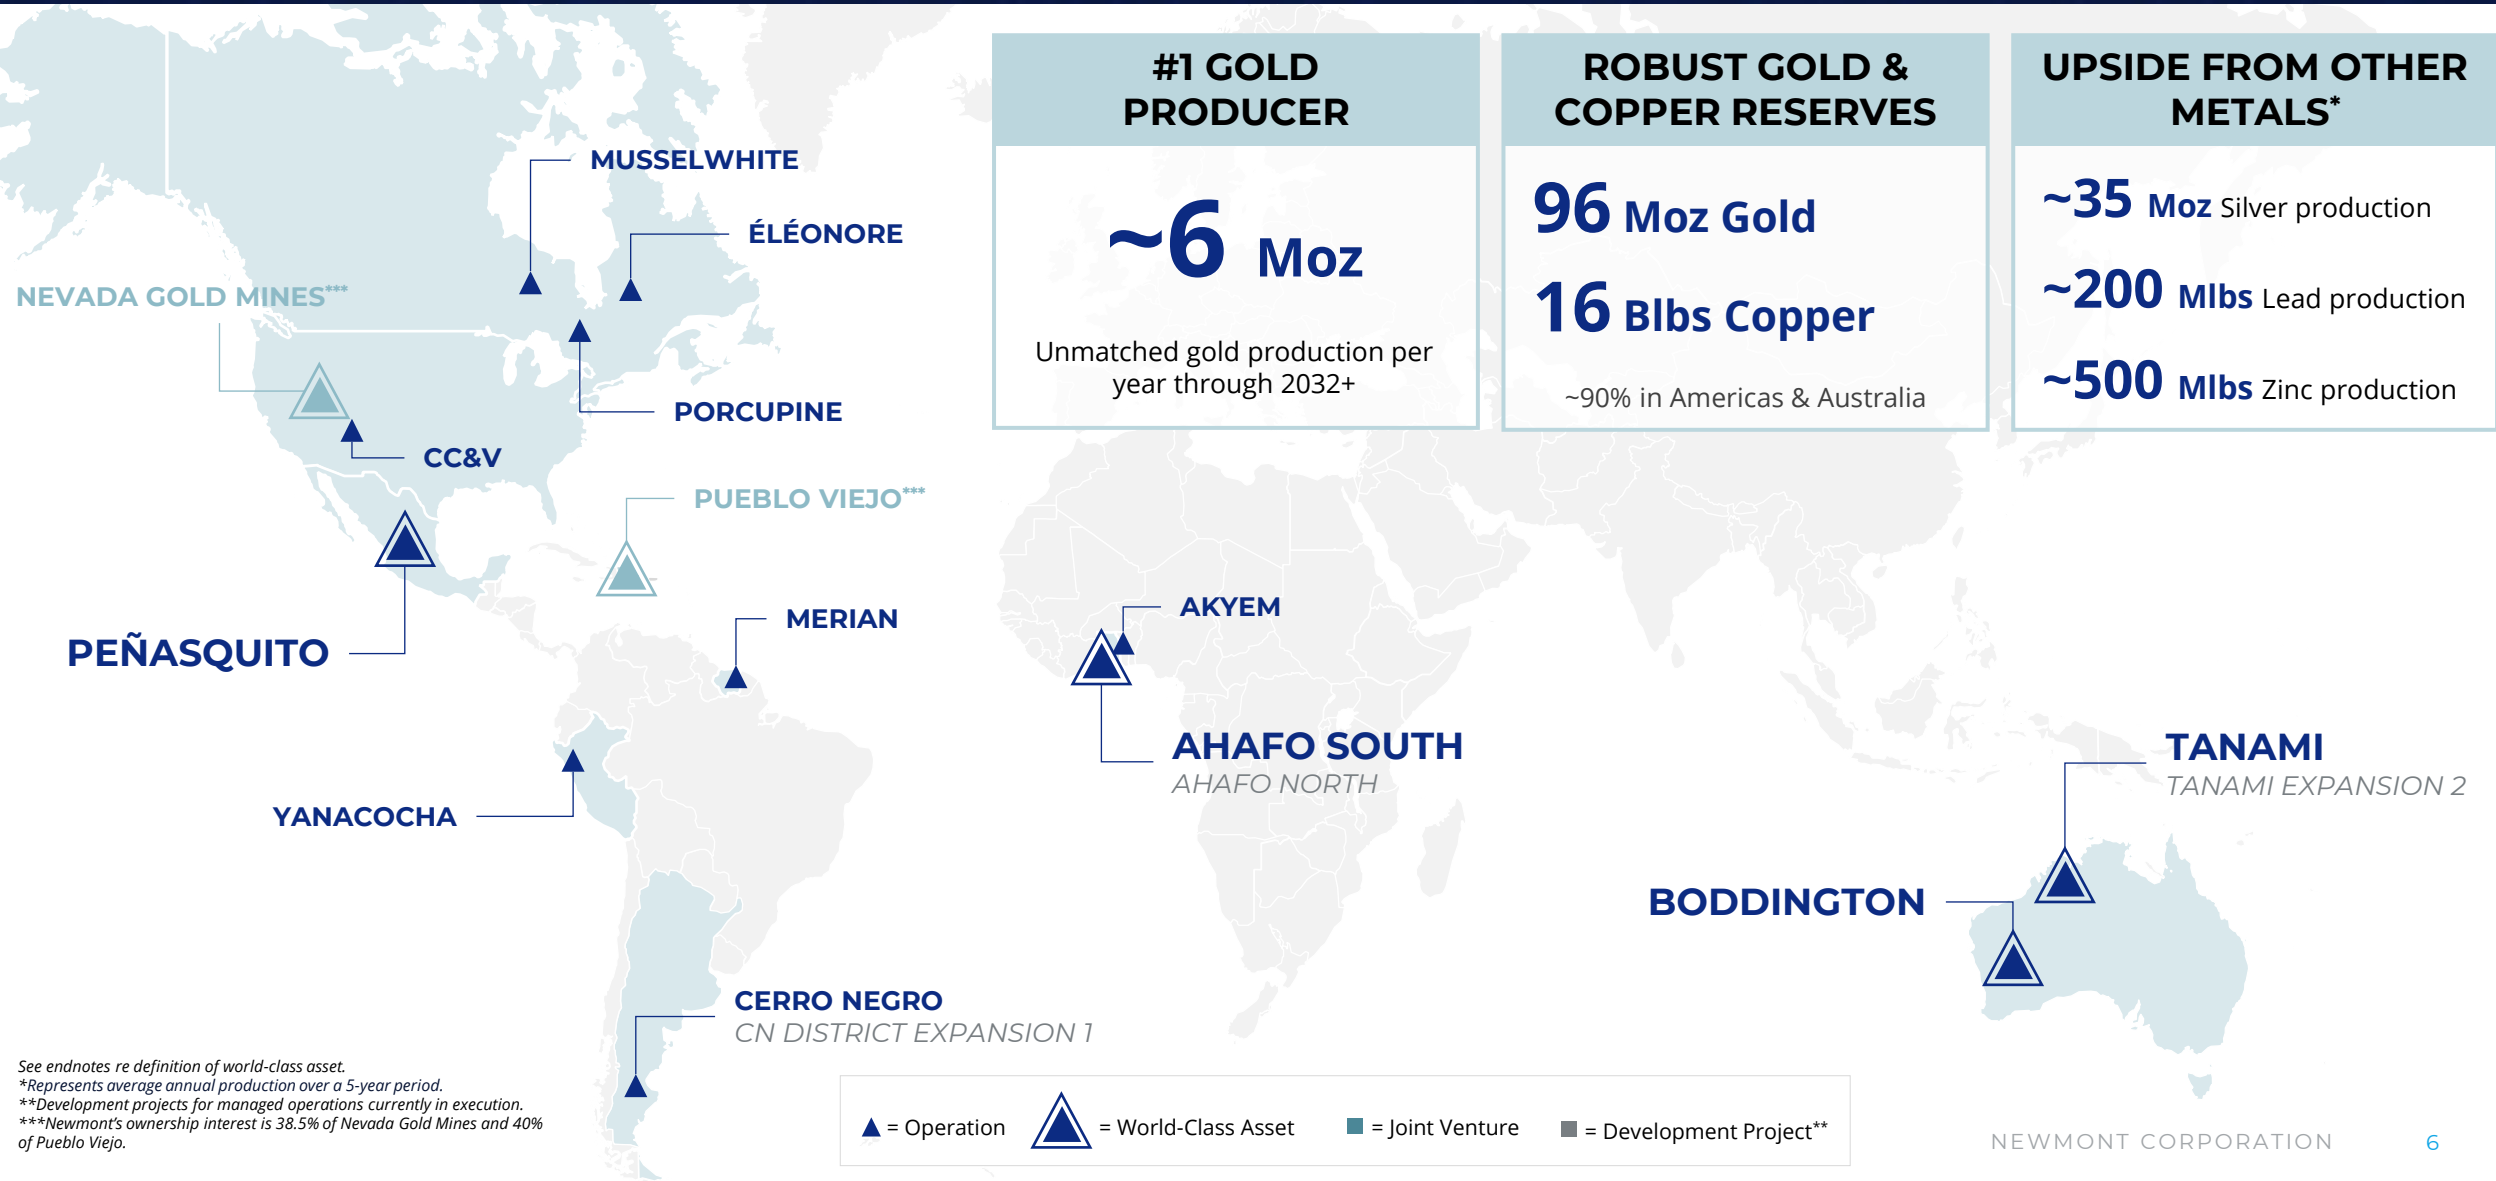 #1 GOLD
PRODUCER
~6 Moz
Unmatched gold production per
year through 2032+
ROBUST GOLD &
COPPER RESERVES
96 Moz Gold
16 Blbs Copper
~90% in Americas & Australia
UPSIDE FROM OTHER
METALS*
~35 Moz Silver production
~200 Mlbs Lead production
~500 Mlbs Zinc production
MUSSELWHITE
ÉLÉONORE
NEVADA GOLD MINES***
PORCUPINE
CC&V
PUEBLO VIEJO***
PEÑASQUITO
MERIAN
AKYEM
YANACOCHA
AHAFO SOUTH
AHAFO NORTH
TANAMI
TANAMI EXPANSION 2
BODDINGTON
CERRO NEGRO
CN DISTRICT EXPANSION 1
See endnotes re definition of world-class asset.
*Represents average annual production over a 5-year period.
**Development projects for managed operations currently in execution.
***Newmont's ownership interest is 38.5% of Nevada Gold Mines and 40%
of Pueblo Viejo.
= Operation
= World-Class Asset
= Joint Venture
= Development Project**
NEWMONT CORPORATION 6